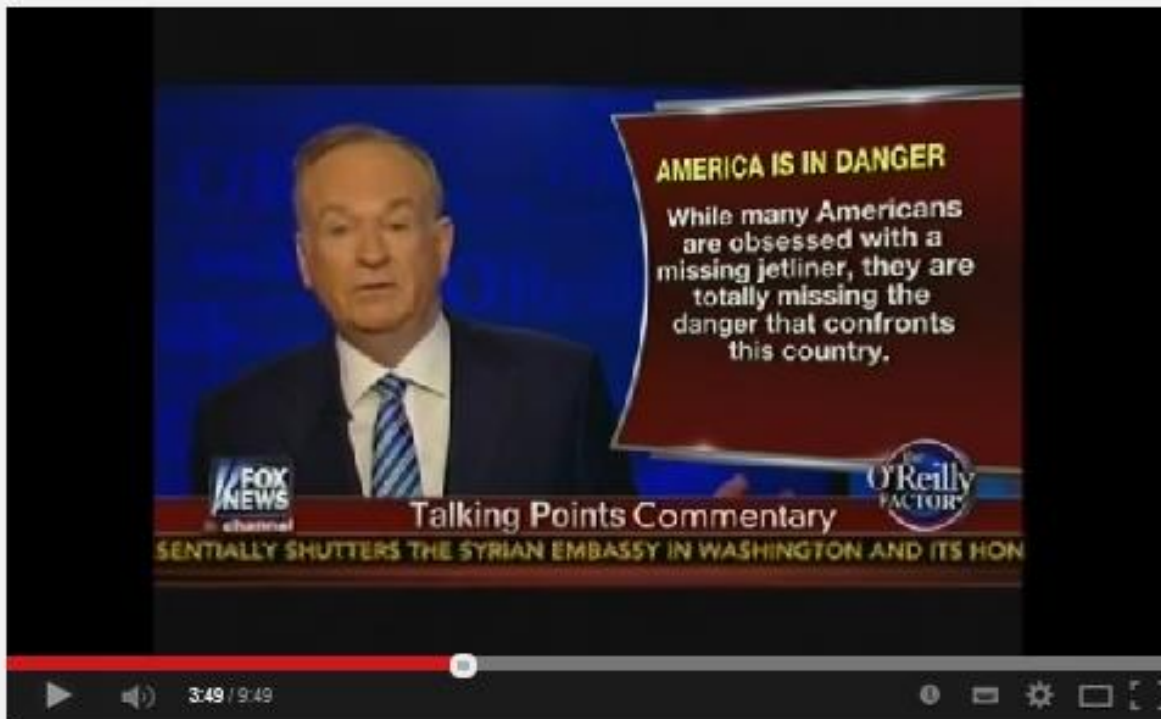 AMERICA IS IN DANGER
While many Americans
are obsessed with a
missing jetliner, they are
totally missing the
danger that confronts
this country.
FOX
NEWS
channel
The
O'Reilly
FACTOR
Talking Points Commentary
SENTIALLY SHUTTERS THE SYRIAN EMBASSY IN WASHINGTON AND ITS HON
3:49 / 9:49